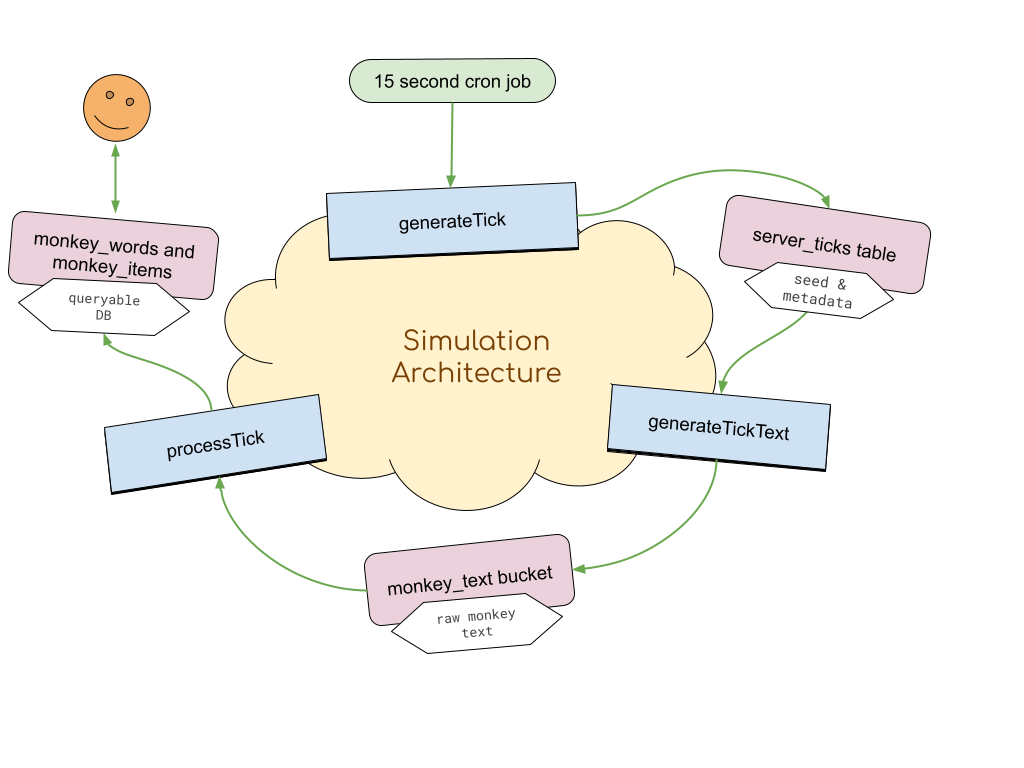 15 second cron job
generateTick
server_ticks table
seed &
metadata
monkey_words and
monkey_items
queryable
DB
Simulation
Architecture
generateTickText
processTick
monkey_text bucket
raw monkey
text